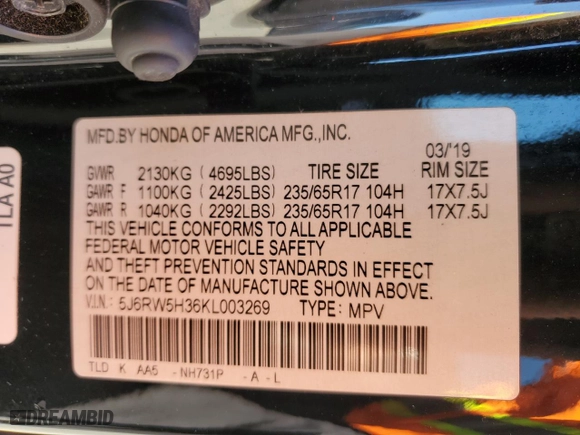 MFD.BY HONDA OF AMERICA MFG.,INC.
03/'19
GVWR 2130KG (4695LBS) TIRE SIZE RIM SIZE
GAWR F 1100KG (2425LBS) 235/65R17 104H 17X7.5J
GAWR R 1040KG (2292LBS) 235/65R17 104H 17X7.5J
THIS VEHICLE CONFORMS TO ALL APPLICABLE
FEDERAL MOTOR VEHICLE SAFETY
AND THEFT PREVENTION STANDARDS IN EFFECT
ON THE DATE OF MANUFACTURE SHOWN ABOVE.
V.I.N: 5J6RW5H36KL003269 TYPE: MPV
TLD K AA5 - NH731P - A - L
TLA A0
DREAMBID